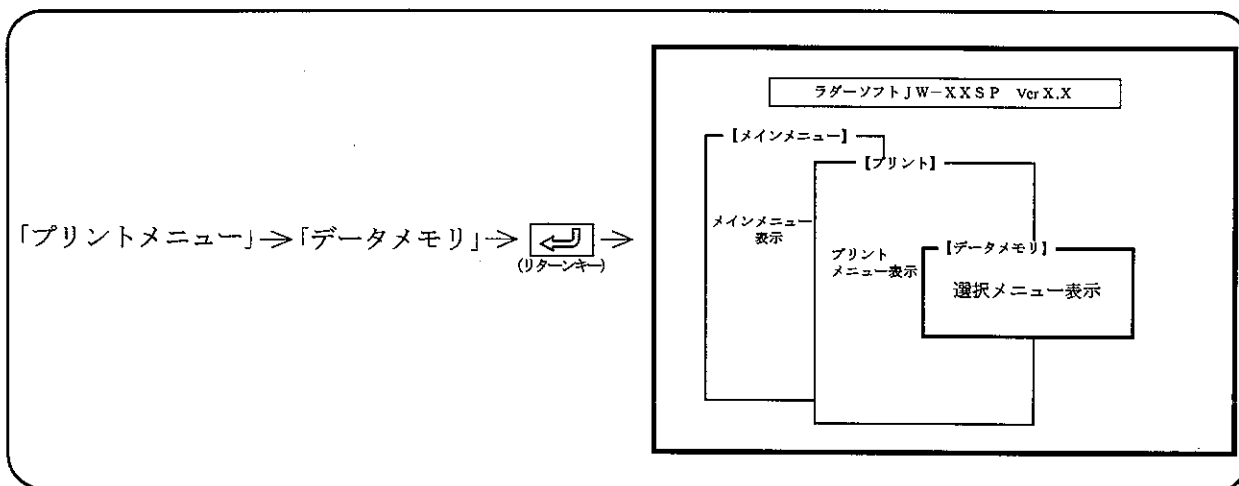 ラダーソフトJW-XXSP Ver X.X
【メインメニュー】
【プリント】
メインメニュー
表示
「プリントメニュー」→「データメモリ」→
(リターンキー)
→
プリント
メニュー表示
【データメモリ】
選択メニュー表示